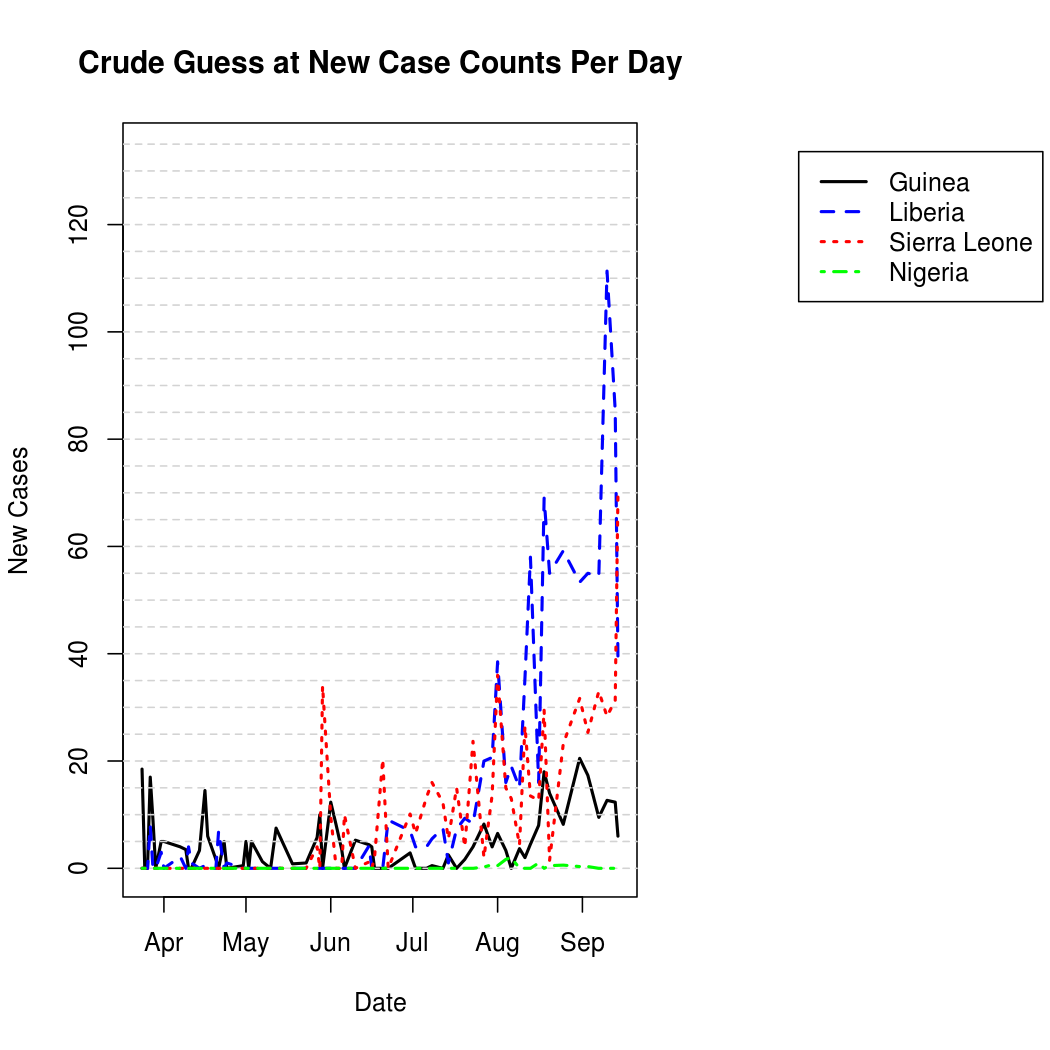 Crude Guess at New Case Counts Per Day
Guinea
Liberia
Sierra Leone
Nigeria
New Cases
120
100
80
60
40
20
0
Apr May Jun Jul Aug Sep
Date